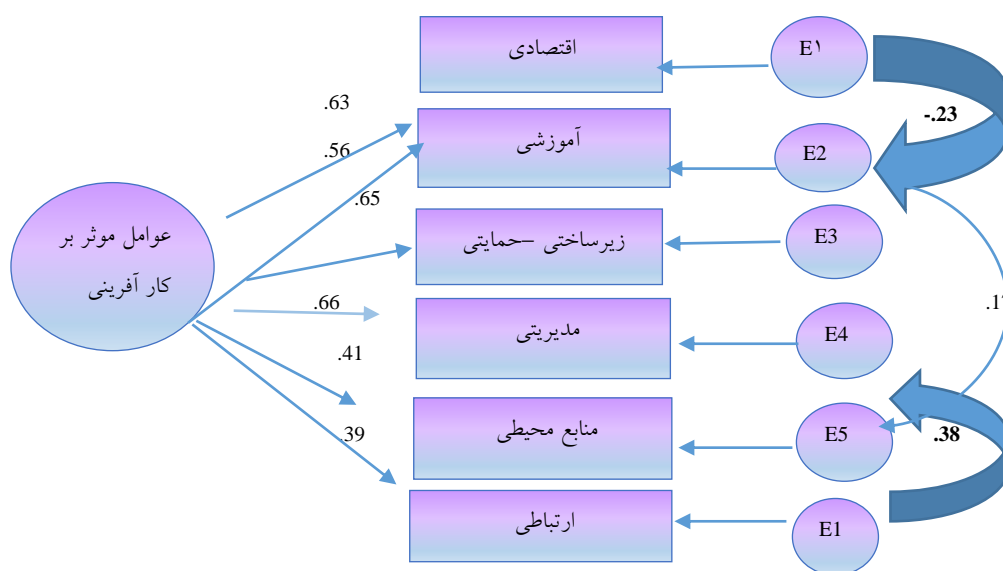 اقتصادی
E۱
.63
-.23
آموزشی
.56
E2
.65
عوامل موثر بر
کار آفرینی
زیرساختی –حمایتی
E3
.66
مدیریتی
E4
.41
منابع محیطی
E5
.38
.39
ارتباطی
E1